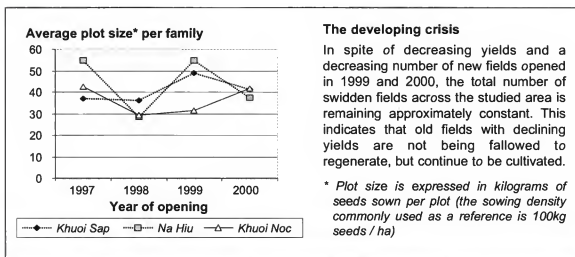 Average plot size* per family
60
50
40
30
20
10
0
1997
1998
1999
2000
Year of opening
Khuoi Sap
Na Hiu
Khuoi Noc
The developing crisis
In spite of decreasing yields and a
decreasing number of new fields opened
in 1999 and 2000, the total number of
swidden fields across the studied area is
remaining approximately constant. This
indicates that old fields with declining
yields are not being fallowed to
regenerate, but continue to be cultivated.
* Plot size is expressed in kilograms of
seeds sown per plot (the sowing density
commonly used as a reference is 100kg
seeds / ha)